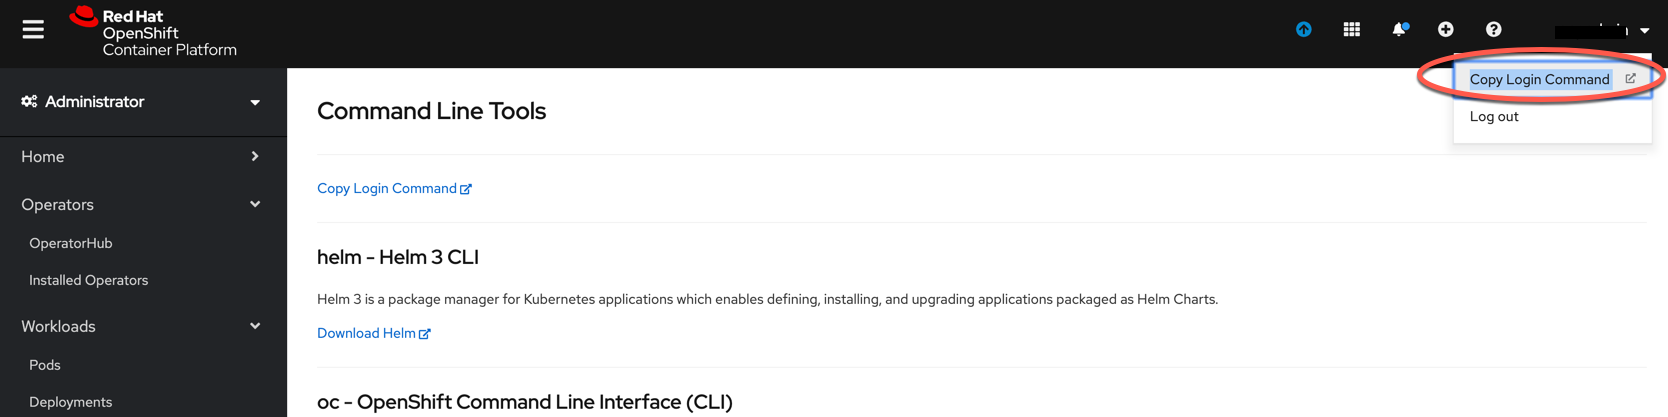 Red Hat
OpenShift
Container Platform
Administrator
Home
Operators
OperatorHub
Installed Operators
Workloads
Pods
Deployments
Copy Login Command
Log out
Command Line Tools
Copy Login Command
helm - Helm 3 CLI
Helm 3 is a package manager for Kubernetes applications which enables defining, installing, and upgrading applications packaged as Helm Charts.
Download Helm
oc - OpenShift Command Line Interface (CLI)